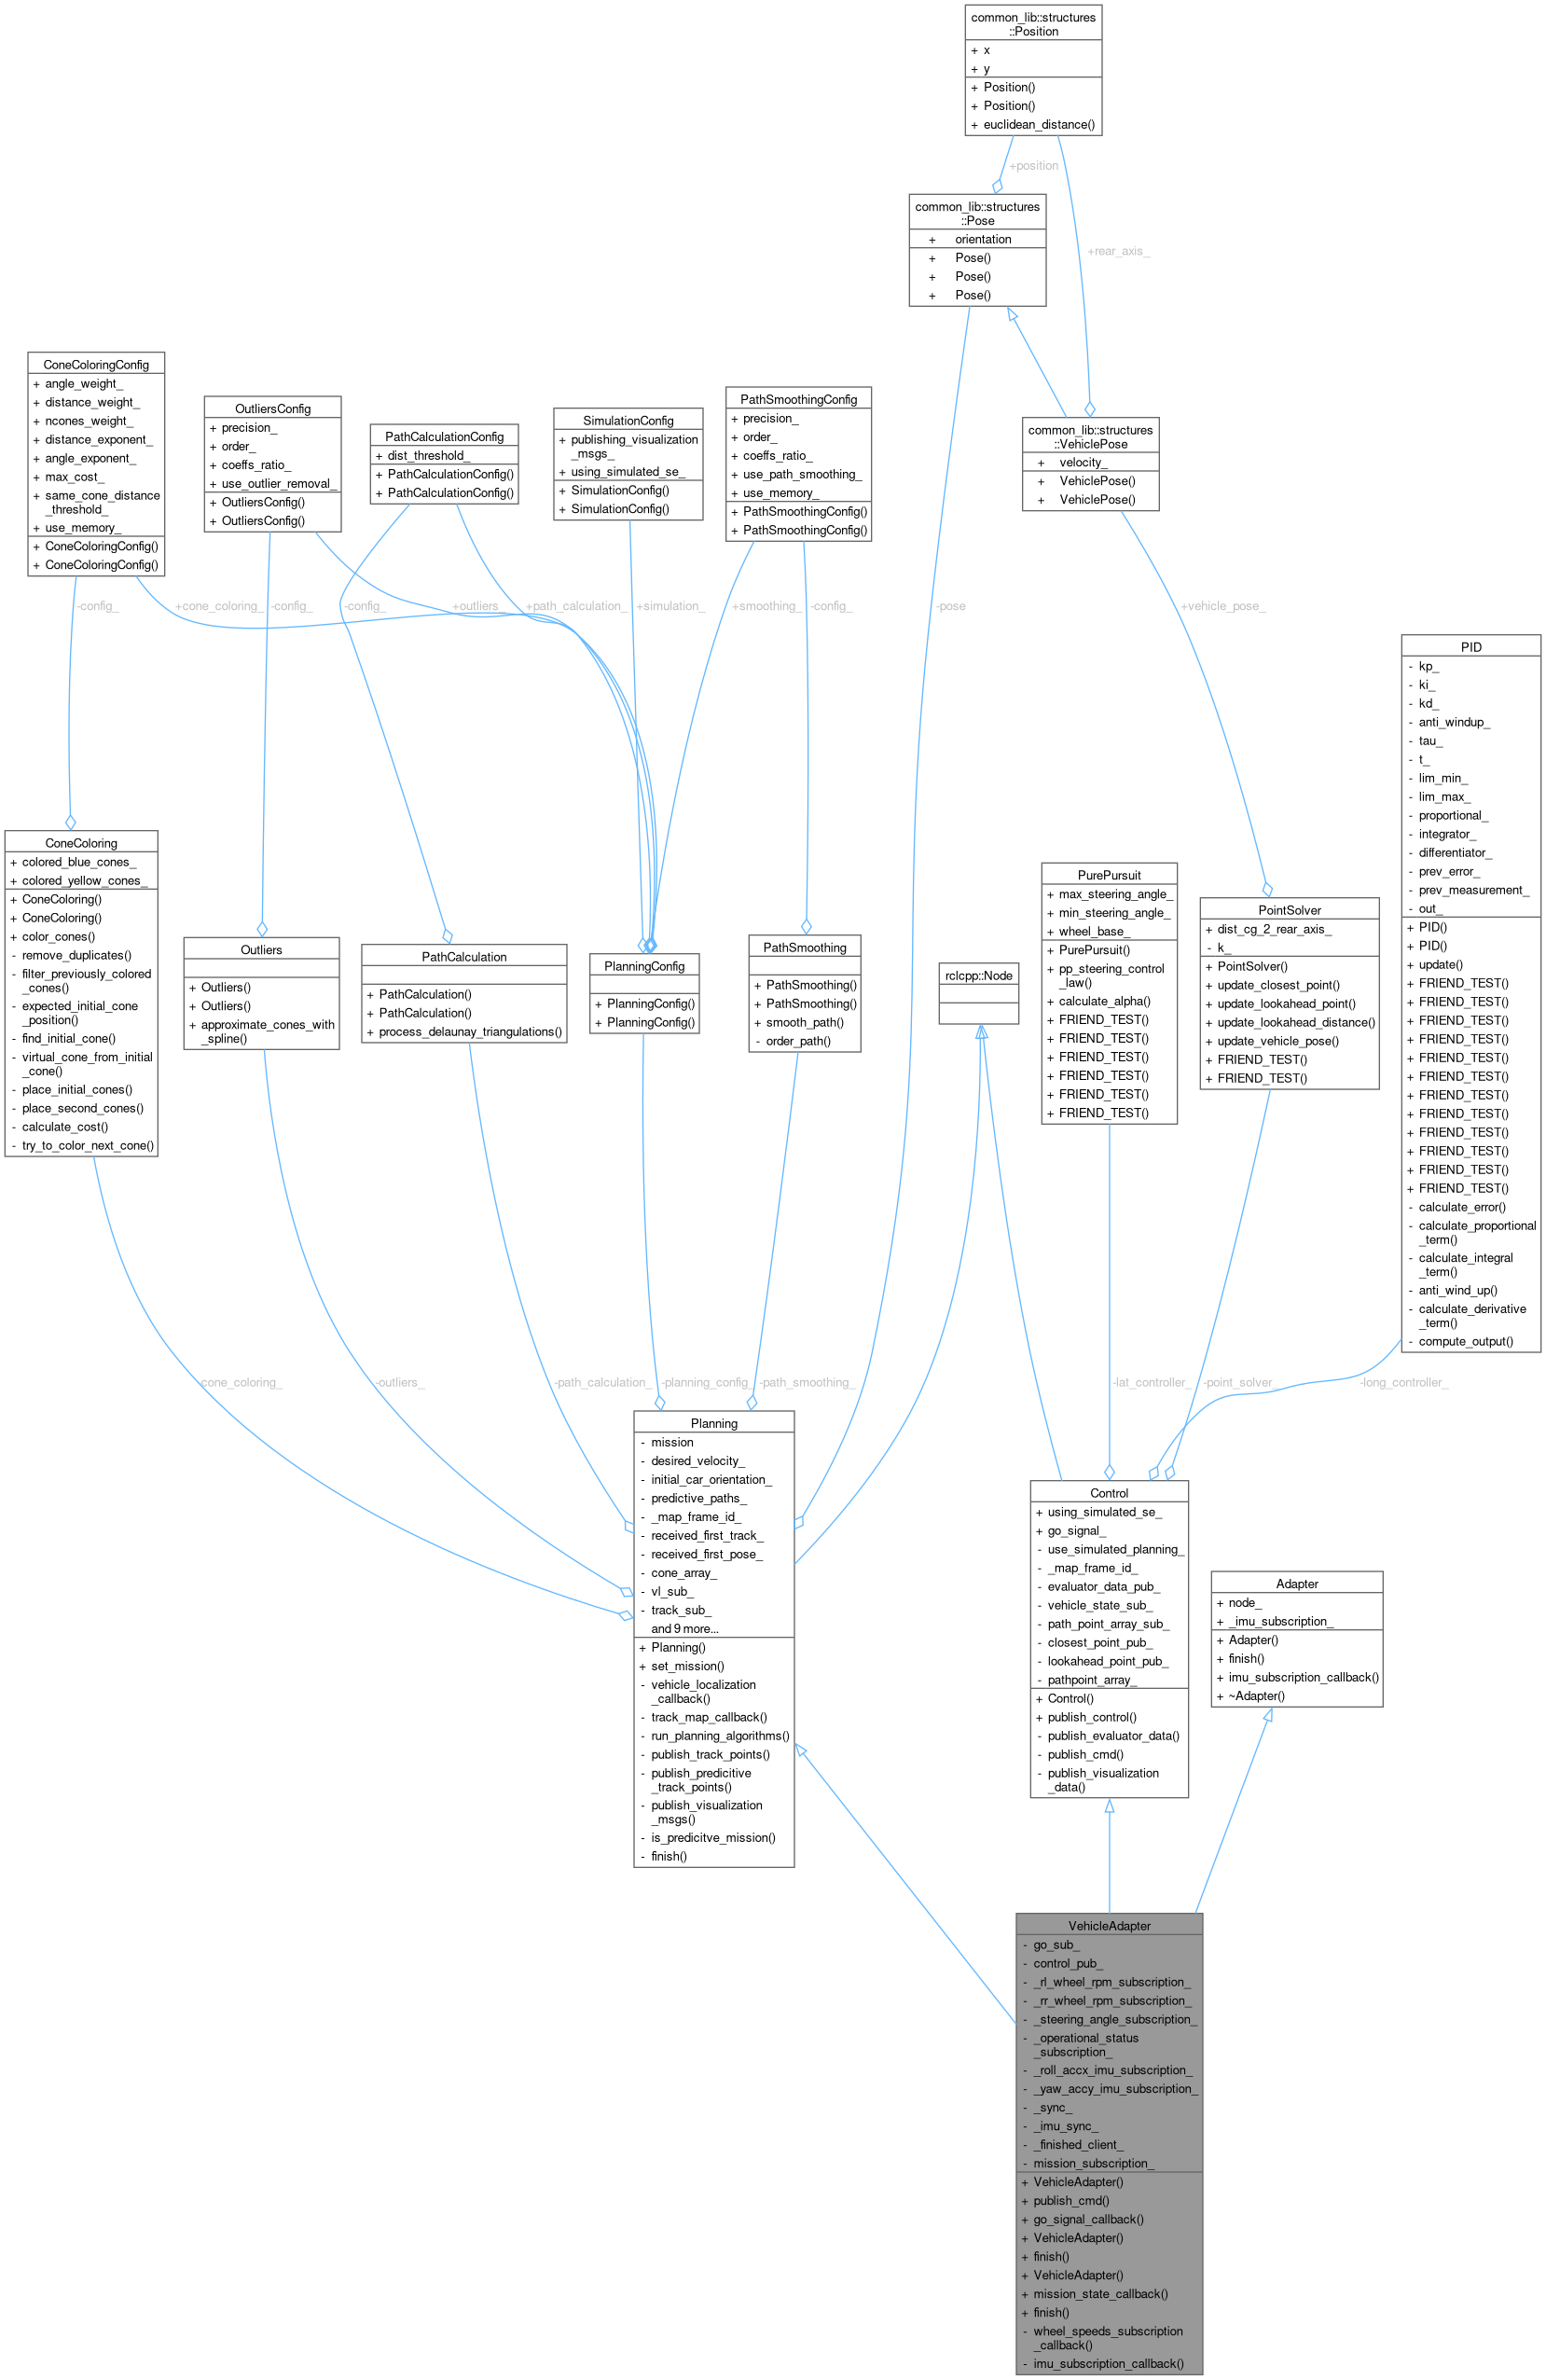 common_lib::structures
::Position
+ x
+ y
+ Position()
+ Position()
+ euclidean_distance()
+position
common_lib::structures
::Pose
+ orientation
+ Pose()
+ Pose()
+ Pose()
+rear_axis_
common_lib::structures
::VehiclePose
+ velocity_
+ VehiclePose()
+ VehiclePose()
ConeColoringConfig
+ angle_weight_
+ distance_weight_
+ ncones_weight_
+ distance_exponent_
+ angle_exponent_
+ max_cost_
+ same_cone_distance
_threshold_
+ use_memory_
+ ConeColoringConfig()
+ ConeColoringConfig()
OutliersConfig
+ precision_
+ order_
+ coeffs_ratio_
+ use_outlier_removal_
+ OutliersConfig()
+ OutliersConfig()
PathCalculationConfig
+ dist_threshold_
+ PathCalculationConfig()
+ PathCalculationConfig()
SimulationConfig
+ publishing_visualization
_msgs_
+ using_simulated_se_
+ SimulationConfig()
+ SimulationConfig()
PathSmoothingConfig
+ precision_
+ order_
+ coeffs_ratio_
+ use_path_smoothing_
+ use_memory_
+ PathSmoothingConfig()
+ PathSmoothingConfig()
-config_
+cone_coloring_
-config_
-config_
+outliers_
+path_calculation_
+simulation_
+smoothing_
-config_
-pose
+vehicle_pose_
PID
- kp_
- ki_
- kd_
- anti_windup_
- tau_
- t_
- lim_min_
- lim_max_
- proportional_
- integrator_
- differentiator_
- prev_error_
- prev_measurement_
- out_
+ PID()
+ PID()
+ update()
+ FRIEND_TEST()
+ FRIEND_TEST()
+ FRIEND_TEST()
+ FRIEND_TEST()
+ FRIEND_TEST()
+ FRIEND_TEST()
+ FRIEND_TEST()
+ FRIEND_TEST()
+ FRIEND_TEST()
+ FRIEND_TEST()
+ FRIEND_TEST()
+ FRIEND_TEST()
- calculate_error()
- calculate_proportional
_term()
- calculate_integral
_term()
- anti_wind_up()
- calculate_derivative
_term()
- compute_output()
ConeColoring
+ colored_blue_cones_
+ colored_yellow_cones_
+ ConeColoring()
+ ConeColoring()
+ color_cones()
- remove_duplicates()
- filter_previously_colored
_cones()
- expected_initial_cone
_position()
- find_initial_cone()
- virtual_cone_from_initial
_cone()
- place_initial_cones()
- place_second_cones()
- calculate_cost()
- try_to_color_next_cone()
Outliers
+ Outliers()
+ Outliers()
+ approximate_cones_with
_spline()
PathCalculation
+ PathCalculation()
+ PathCalculation()
+ process_delaunay_triangulations()
PlanningConfig
+ PlanningConfig()
+ PlanningConfig()
PathSmoothing
+ PathSmoothing()
+ PathSmoothing()
+ smooth_path()
- order_path()
rclcpp::Node
PurePursuit
+ max_steering_angle_
+ min_steering_angle_
+ wheel_base_
+ PurePursuit()
+ pp_steering_control
_law()
+ calculate_alpha()
+ FRIEND_TEST()
+ FRIEND_TEST()
+ FRIEND_TEST()
+ FRIEND_TEST()
+ FRIEND_TEST()
+ FRIEND_TEST()
PointSolver
+ dist_cg_2_rear_axis_
- k_
+ PointSolver()
+ update_closest_point()
+ update_lookahead_point()
+ update_lookahead_distance()
+ update_vehicle_pose()
+ FRIEND_TEST()
+ FRIEND_TEST()
-cone_coloring_
-outliers_
-path_calculation_
-planning_config_
-path_smoothing_
-lat_controller_
-point_solver_
-long_controller_
Planning
- mission
- desired_velocity_
- initial_car_orientation_
- predictive_paths_
- _map_frame_id_
- received_first_track_
- received_first_pose_
- cone_array_
- vl_sub_
- track_sub_
and 9 more...
+ Planning()
+ set_mission()
- vehicle_localization
_callback()
- track_map_callback()
- run_planning_algorithms()
- publish_track_points()
- publish_predicitive
_track_points()
- publish_visualization
_msgs()
- is_predicitve_mission()
- finish()
Control
+ using_simulated_se_
+ go_signal_
- use_simulated_planning_
- _map_frame_id_
- evaluator_data_pub_
- vehicle_state_sub_
- path_point_array_sub_
- closest_point_pub_
- lookahead_point_pub_
- pathpoint_array_
+ Control()
+ publish_control()
- publish_evaluator_data()
- publish_cmd()
- publish_visualization
_data()
Adapter
+ node_
+ _imu_subscription_
+ Adapter()
+ finish()
+ imu_subscription_callback()
+ ~Adapter()
VehicleAdapter
- go_sub_
- control_pub_
- _rl_wheel_rpm_subscription_
- _rr_wheel_rpm_subscription_
- _steering_angle_subscription_
- _operational_status
_subscription_
- _roll_accx_imu_subscription_
- _yaw_accy_imu_subscription_
- _sync_
- _imu_sync_
- _finished_client_
- mission_subscription_
+ VehicleAdapter()
+ publish_cmd()
+ go_signal_callback()
+ VehicleAdapter()
+ finish()
+ VehicleAdapter()
+ mission_state_callback()
+ finish()
- wheel_speeds_subscription
_callback()
- imu_subscription_callback()